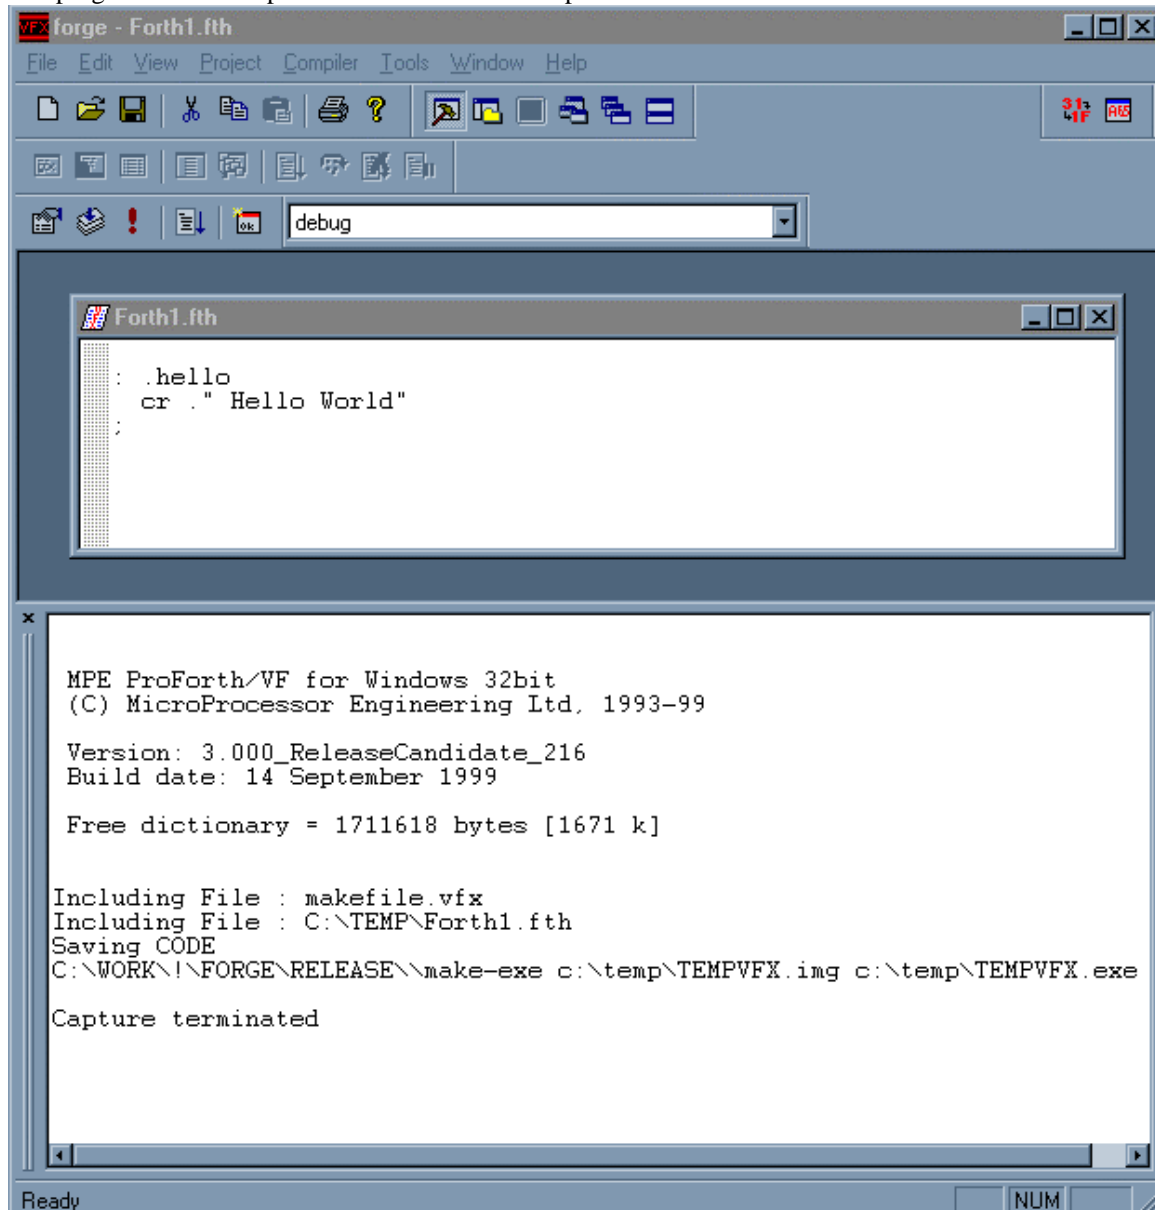 VFX forge - Forth1.fth
File Edit View Project Compiler Tools Window Help
debug
Forth1.fth
: .hello
cr ." Hello World"
;
MPE ProForth/VF for Windows 32bit
(C) MicroProcessor Engineering Ltd, 1993-99
Version: 3.000_ReleaseCandidate_216
Build date: 14 September 1999
Free dictionary = 1711618 bytes [1671 k]
Including File : makefile.vfx
Including File : C:\TEMP\Forth1.fth
Saving CODE
C:\WORK\!\FORGE\RELEASE\\make-exe c:\temp\TEMPVFX.img c:\temp\TEMPVFX.exe
Capture terminated
Ready NUM